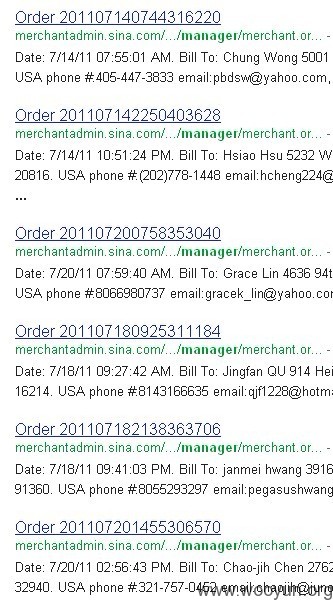 Order 201107140744316220
merchantadmin.sina.com/.../manager/merchant.or... -
Date: 7/14/11 07:55:01 AM. Bill To: Chung Wong 5001
USA phone #:405-447-3833 email:pbdsw@yahoo.com,
Order 201107142250403628
merchantadmin.sina.com/.../manager/merchant.or... -
Date: 7/14/11 10:51:24 PM. Bill To: Hsiao Hsu 5232 W
20816. USA phone #:(202)778-1448 email:hcheng224@
...
Order 201107200758353040
merchantadmin.sina.com/.../manager/merchant.or... -
Date: 7/20/11 07:59:40 AM. Bill To: Grace Lin 4636 94t
USA phone #:8066980737 email:gracek_lin@yahoo.co
Order 201107180925311184
merchantadmin.sina.com/.../manager/merchant.or... -
Date: 7/18/11 09:27:42 AM. Bill To: Jingfan QU 914 Hei
16214. USA phone #:8143166635 email:qjf1228@hotm
Order 201107182138363706
merchantadmin.sina.com/.../manager/merchant.or... -
Date: 7/18/11 09:41:03 PM. Bill To: janmei hwang 3916
91360. USA phone #:8055293297 email:pegasushwang
Order 201107201455306570
merchantadmin.sina.com/.../manager/merchant.or... -
Date: 7/20/11 02:56:43 PM. Bill To: Chao-jih Chen 2762
32940. USA phone #:321-757-0452 email:chaojih@jung
www.wooyun.org